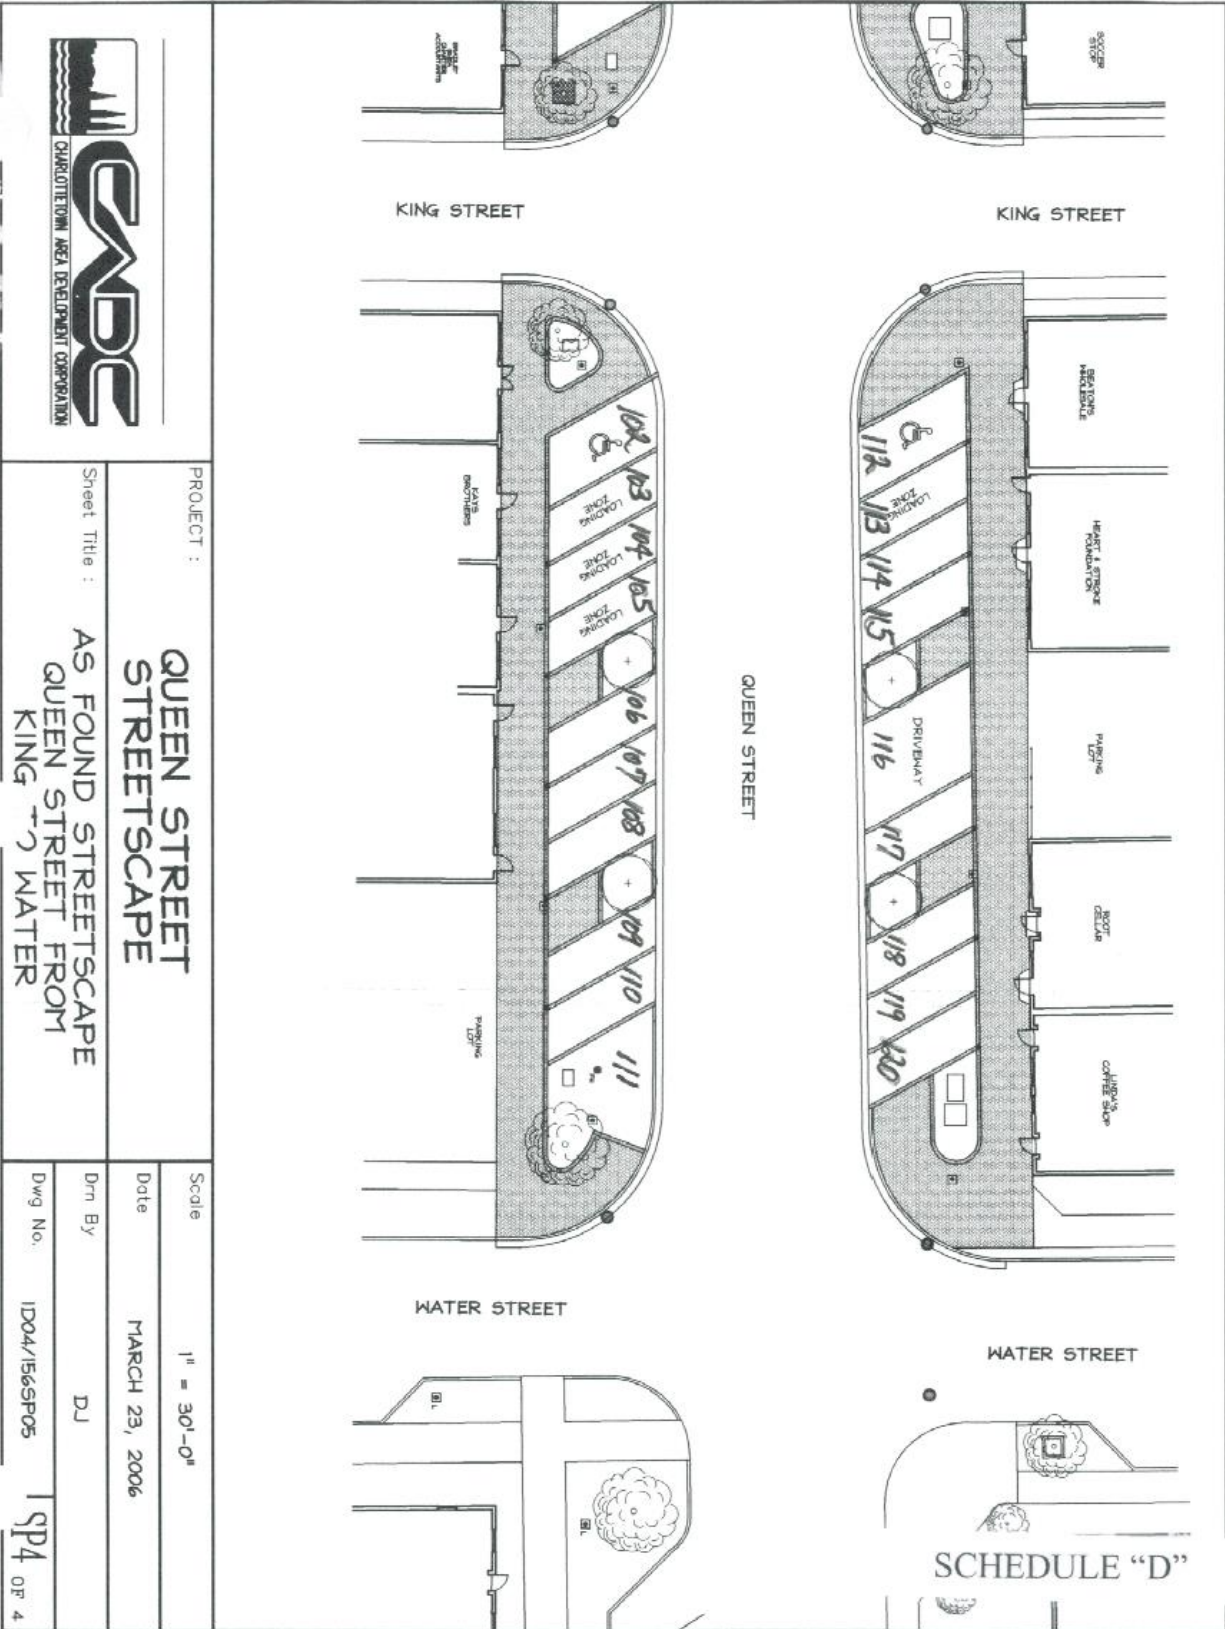 SOCCER
STOP
BEATON'S
WHOLESALE
HEART & STROKE
FOUNDATION
PARKING
LOT
ROOT
CELLAR
LINDA'S
COFFEE SHOP
KING STREET
WATER STREET
112
LOADING
ZONE
113
114
115
DRIVEWAY
116
117
118
119
120
QUEEN STREET
KING STREET
WATER STREET
102
103
LOADING
ZONE
104
LOADING
ZONE
105
LOADING
ZONE
106
107
108
109
110
111
L
L
ACCOUNTANTS
KAYS
BROTHERS
PARKING
LOT
SCHEDULE “D”
CADC
CHARLOTTETOWN AREA DEVELOPMENT CORPORATION
PROJECT :
QUEEN STREET
STREETSCAPE
Sheet Title :
AS FOUND STREETSCAPE
QUEEN STREET FROM
KING TO WATER
Scale
1" = 30'-0"
Date
MARCH 23, 2006
Drn By
DJ
Dwg No.
1D04/156SP05
SP4 OF 4